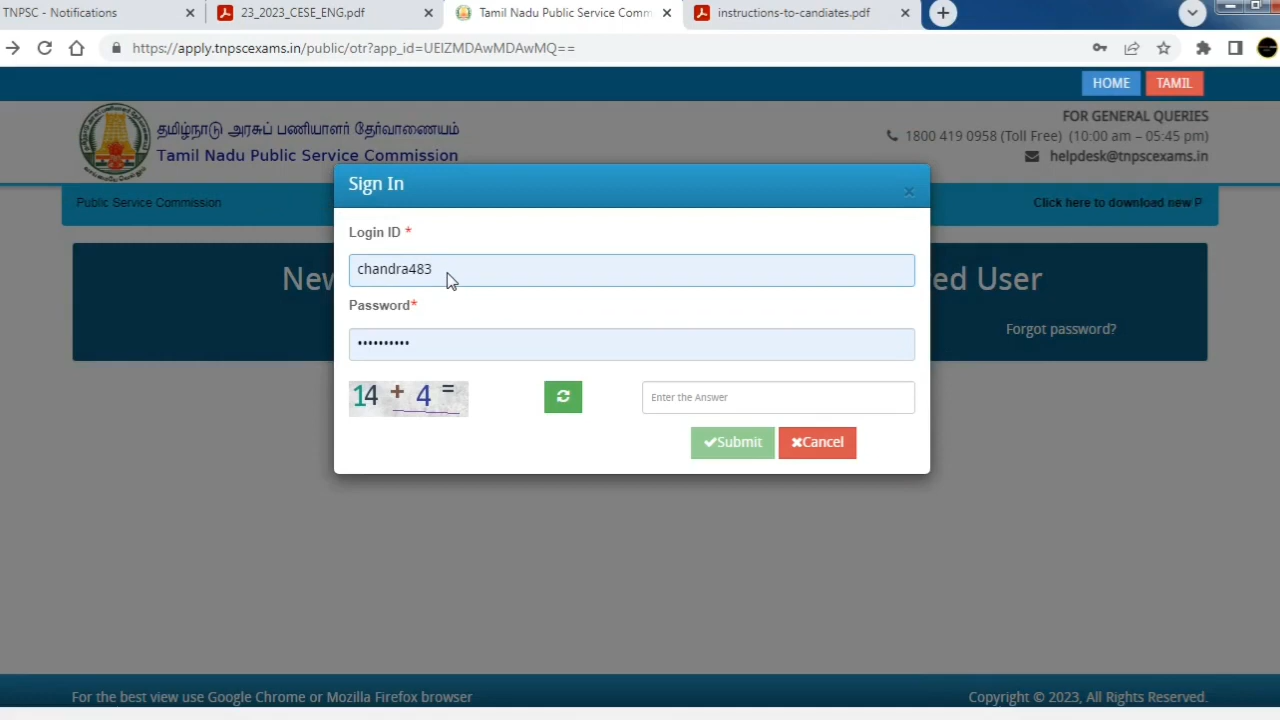 TNPSC - Notifications
23_2023_CESE_ENG.pdf
Tamil Nadu Public Service Comm
instructions-to-candiates.pdf
https://apply.tnpscexams.in/public/otr?app_id=UElZMDAwMDAwMQ==
HOME
TAMIL
தமிழ்நாடு அரசுப் பணியாளர் தேர்வாணையம்
Tamil Nadu Public Service Commission
FOR GENERAL QUERIES
1800 419 0958 (Toll Free) (10:00 am – 05:45 pm)
helpdesk@tnpscexams.in
Public Service Commission
Click here to download new P
Sign In
Login ID *
chandra483
Password*
••••••••••
14 + 4 =
Enter the Answer
Submit
Cancel
New
ed User
Forgot password?
For the best view use Google Chrome or Mozilla Firefox browser
Copyright © 2023, All Rights Reserved.